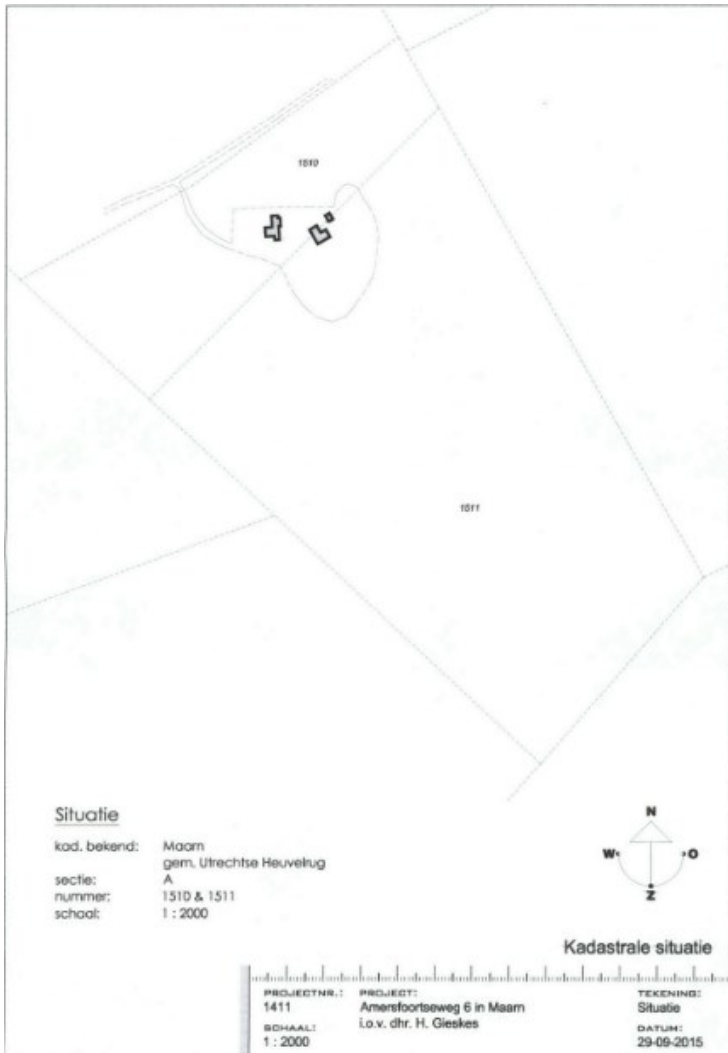 1510
1511
Situatie
kad. bekend: Maarn
gem. Utrechtse Heuvelrug
sectie: A
nummer: 1510 & 1511
schaal: 1 : 2000
N
W O
Z
Kadastrale situatie
PROJECTNR.: PROJECT: TEKENING:
1411 Amersfoortseweg 6 in Maarn Situatie
SCHAAL: i.o.v. dhr. H. Gieskes DATUM:
1 : 2000 29-09-2015